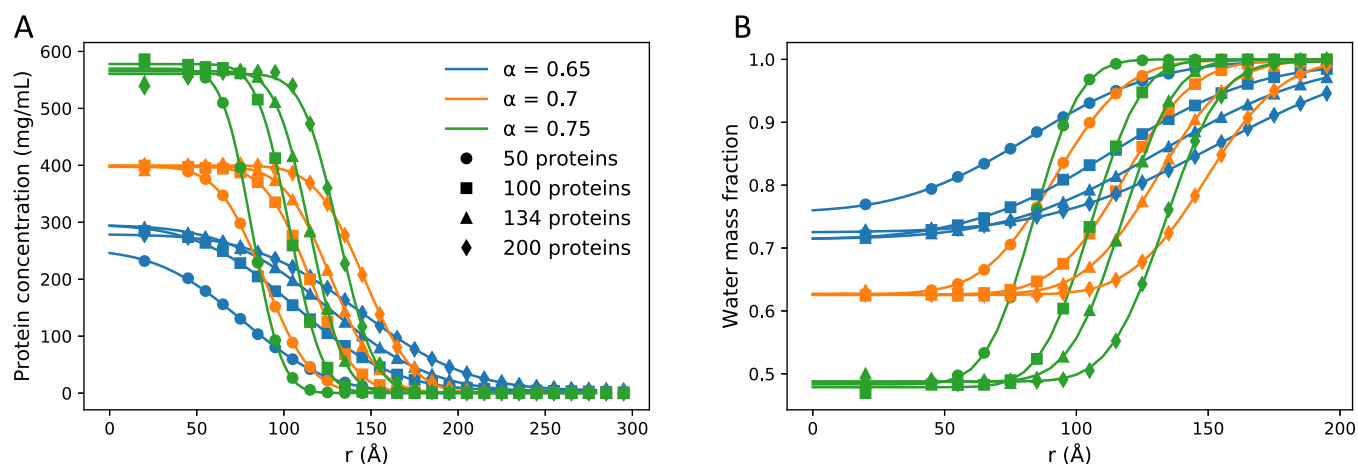 A
Protein concentration (mg/mL)
600
500
400
300
200
100
0
0
50
100
150
200
250
300
r (Å)
α = 0.65
α = 0.7
α = 0.75
50 proteins
100 proteins
134 proteins
200 proteins
B
Water mass fraction
1.0
0.9
0.8
0.7
0.6
0.5
0
50
100
150
200
r (Å)